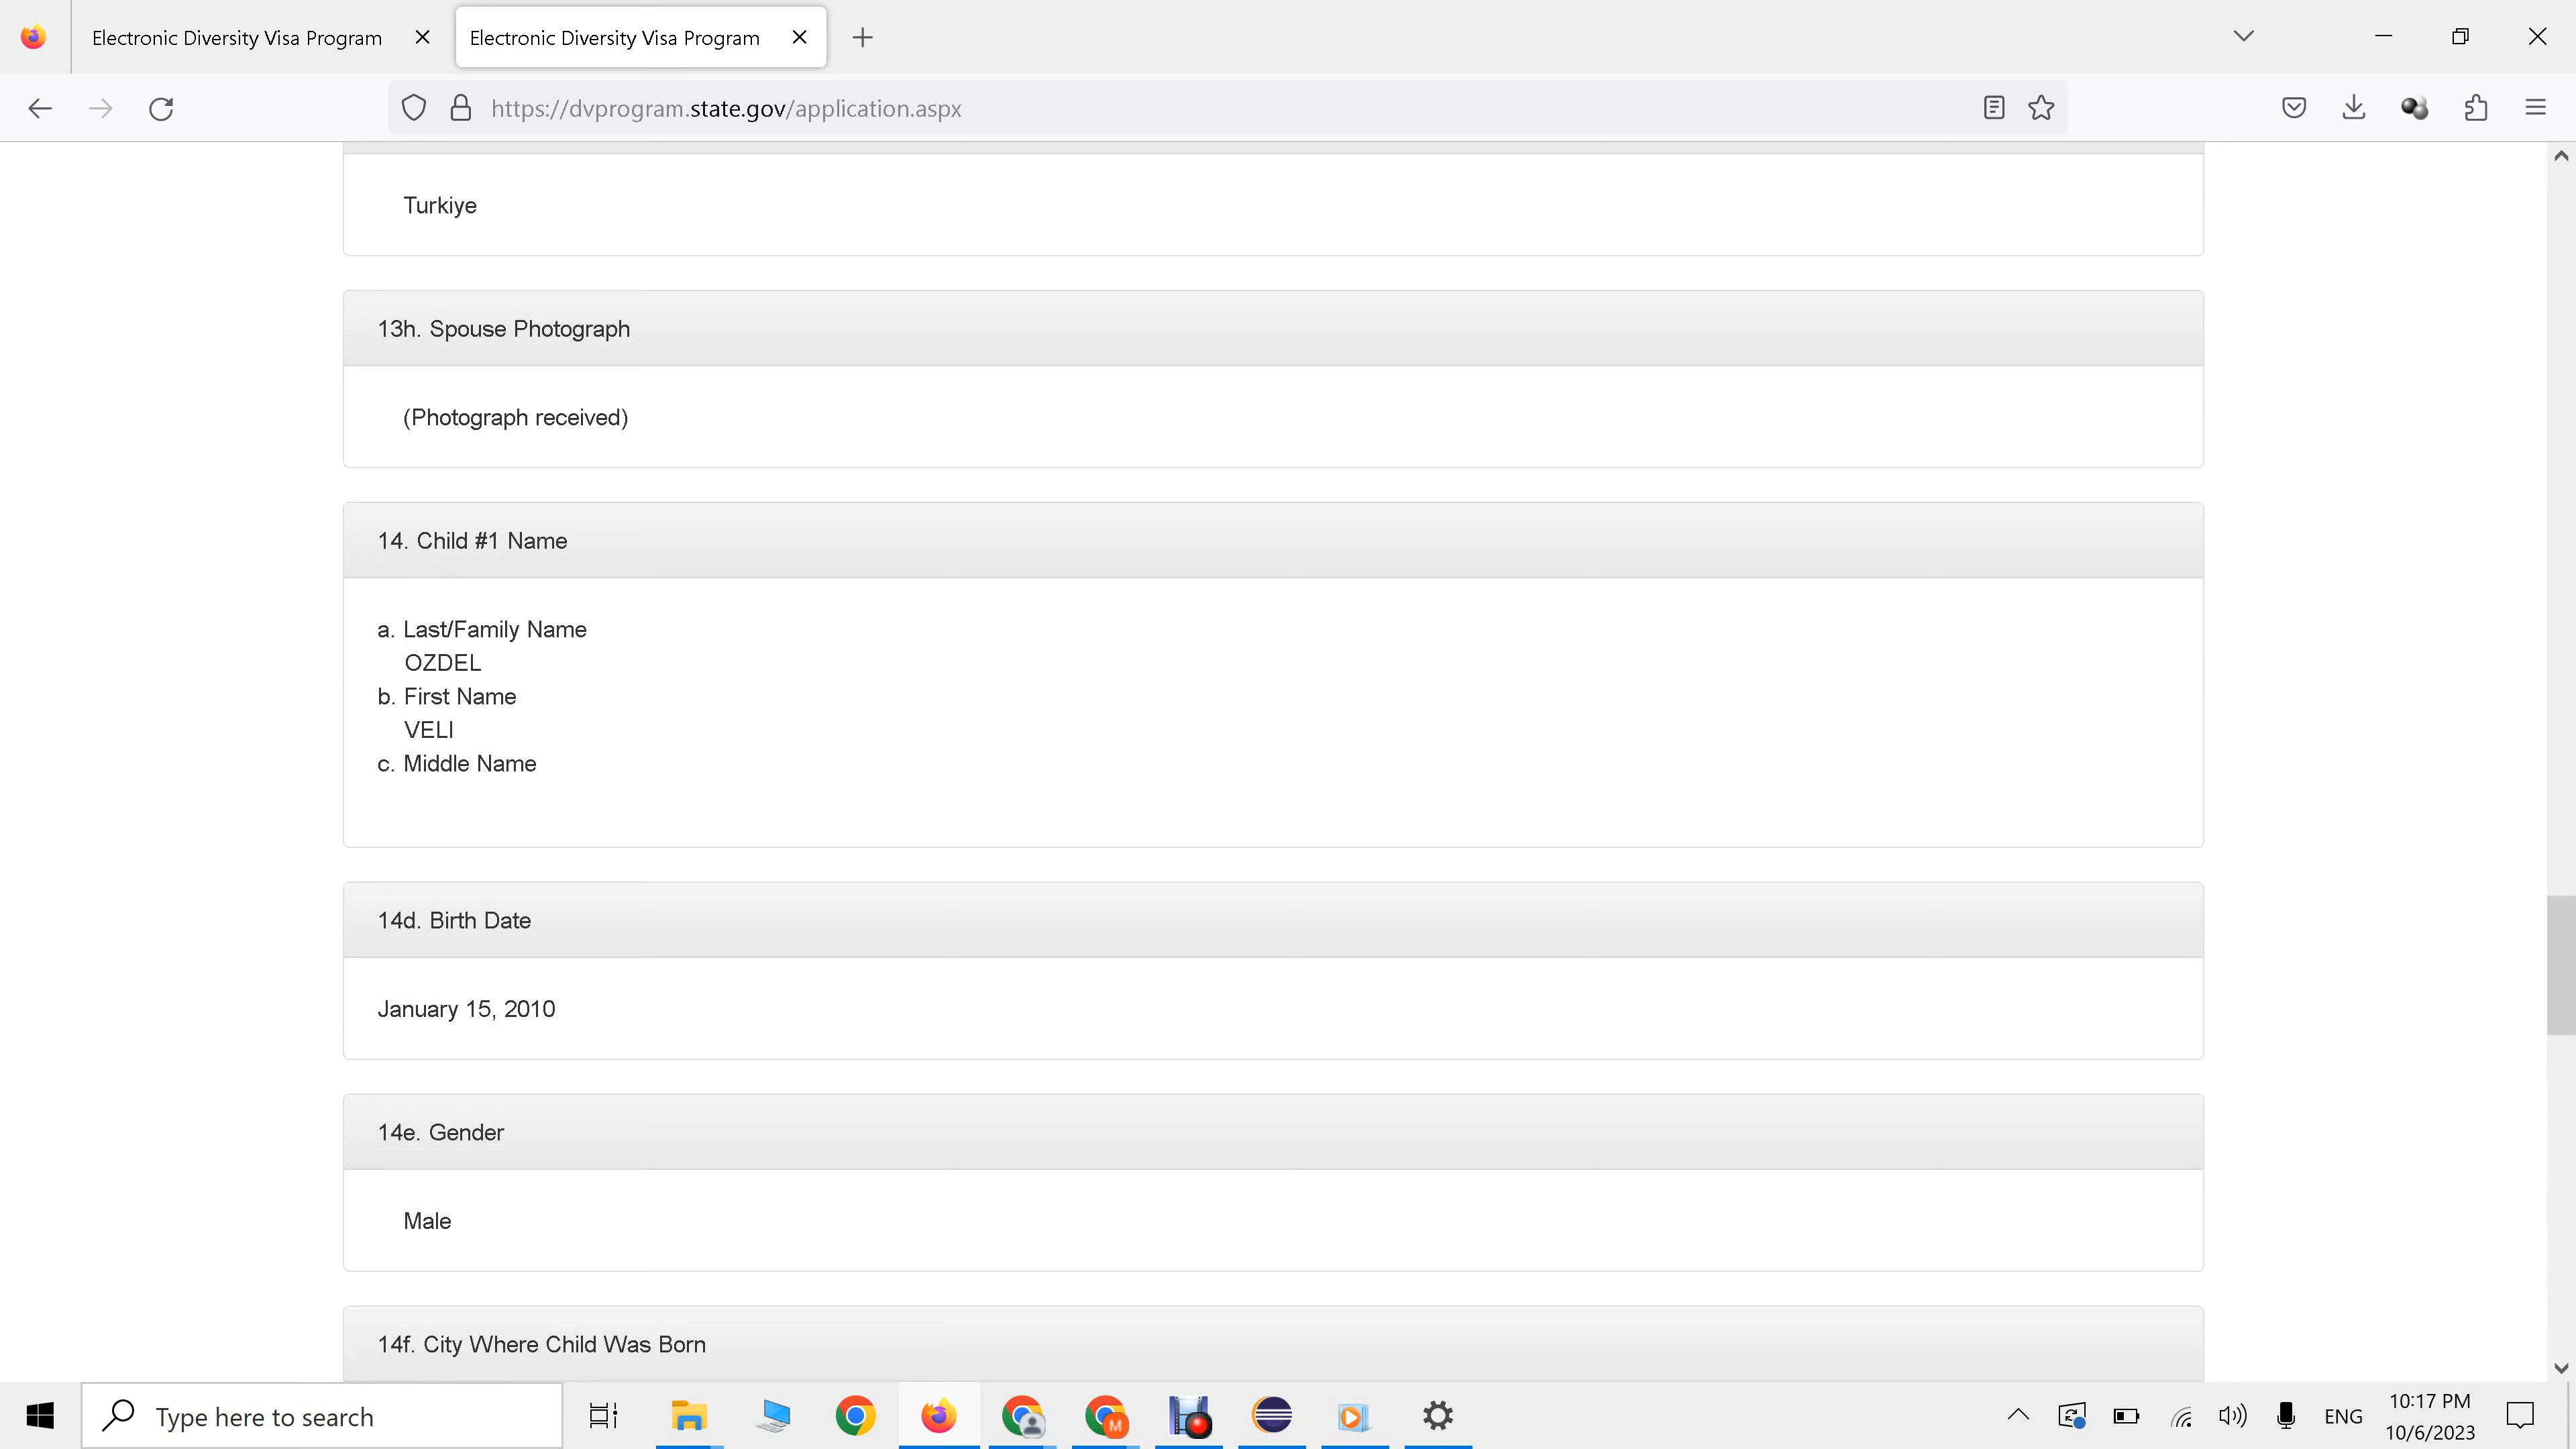 Electronic Diversity Visa Program
Electronic Diversity Visa Program
https://dvprogram.state.gov/application.aspx
Turkiye
13h. Spouse Photograph
(Photograph received)
14. Child #1 Name
a. Last/Family Name
OZDEL
b. First Name
VELI
c. Middle Name
14d. Birth Date
January 15, 2010
14e. Gender
Male
14f. City Where Child Was Born
Type here to search
M
ENG
10:17 PM
10/6/2023